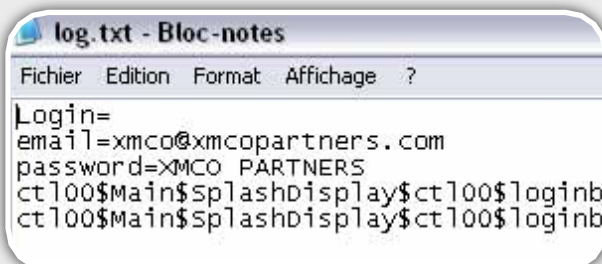 log.txt - Bloc-notes
Fichier Edition Format Affichage ?
Login=
email=xmco@xmcopartners.com
password=XMCO PARTNERS
ctl00$Main$SplashDisplay$ctl00$loginb
ctl00$Main$SplashDisplay$ctl00$loginb